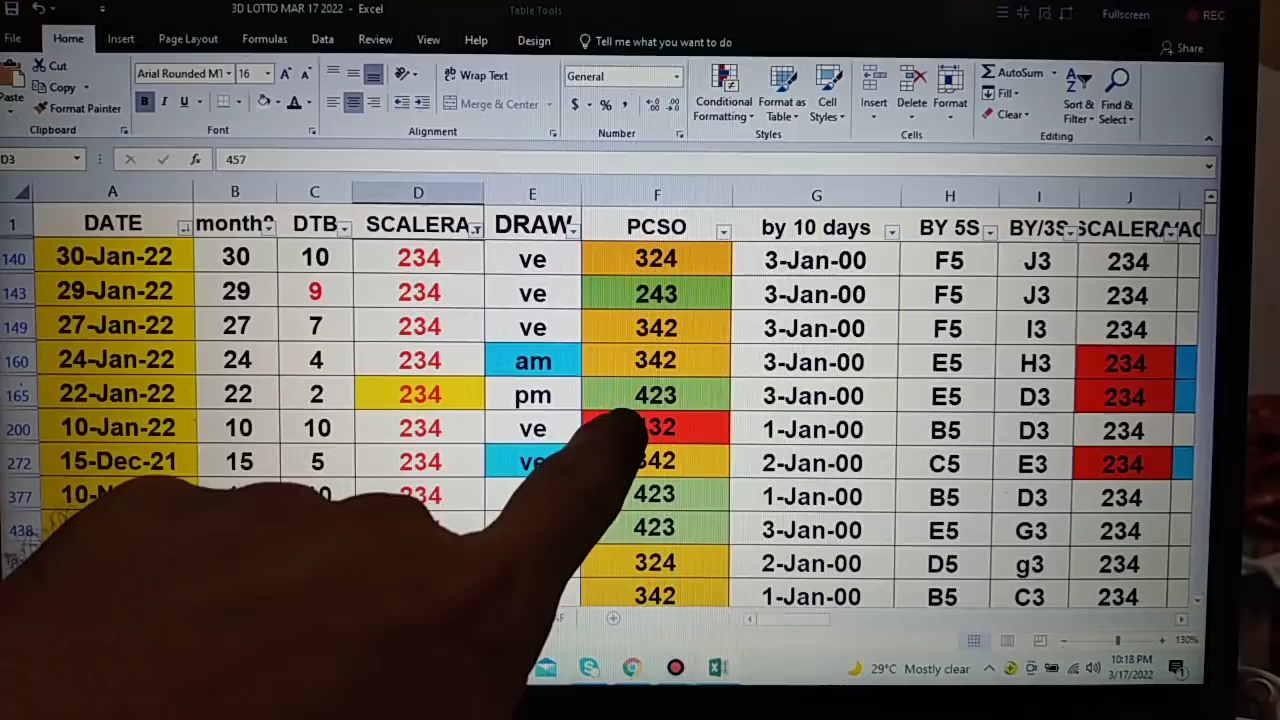 3D LOTTO MAR 17 2022 - Excel
Table Tools
Fullscreen
REC
File Home Insert Page Layout Formulas Data Review View Help Design Tell me what you want to do
Share
Cut
Copy
Format Painter
Paste
Clipboard
Arial Rounded MT 16
Font
Wrap Text
Merge & Center
Alignment
General
Number
Conditional Formatting
Format as Table
Cell Styles
Styles
Insert Delete Format
Cells
AutoSum
Fill
Clear
Sort & Filter
Find & Select
Editing
D3 457
A B C D E F G H I J
1 DATE DTB SCALERA DRAW PCSO by 10 days BY 5S BY/3S SCALERA
140 30-Jan-22 30 10 234 ve 324 3-Jan-00 F5 J3 234
143 29-Jan-22 29 9 234 ve 243 3-Jan-00 F5 J3 234
149 27-Jan-22 27 7 234 ve 342 3-Jan-00 F5 I3 234
160 24-Jan-22 24 4 234 am 342 3-Jan-00 E5 H3 234
165 22-Jan-22 22 2 234 pm 423 3-Jan-00 E5 D3 234
200 10-Jan-22 10 10 234 ve 1-Jan-00 B5 D3 234
272 15-Dec-21 15 5 234 342 2-Jan-00 C5 E3 234
377 234 423 1-Jan-00 B5 D3 234
438 423 3-Jan-00 E5 G3 234
324 2-Jan-00 D5 g3 234
342 1-Jan-00 B5 C3 234
130%
29°C Mostly clear
10:18 PM
3/17/2022